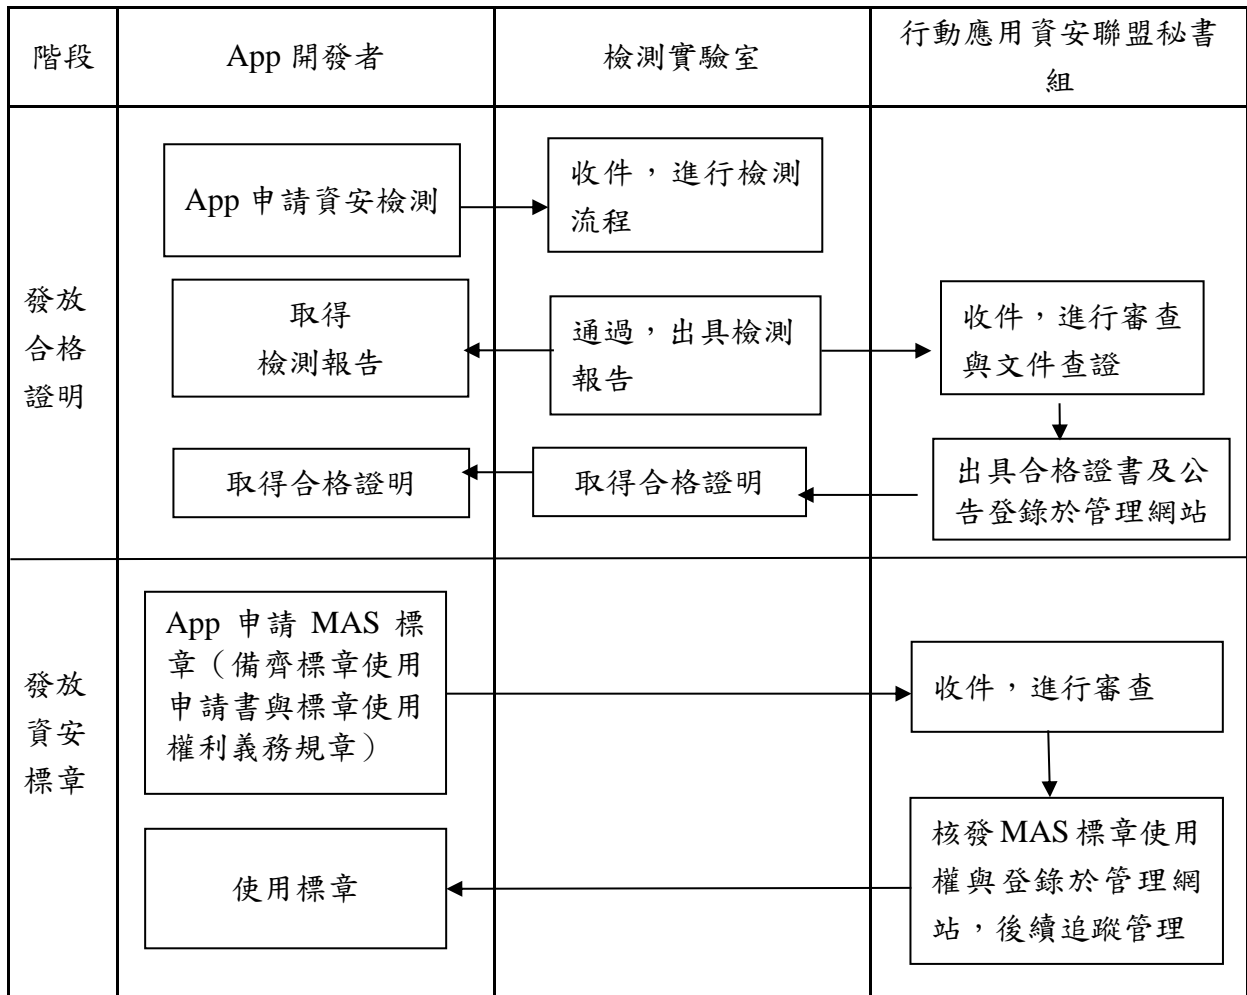 階段
App 開發者
檢測實驗室
行動應用資安聯盟秘書
組
發放
合格
證明
App 申請資安檢測
收件，進行檢測
流程
取得
檢測報告
通過，出具檢測
報告
收件，進行審查
與文件查證
取得合格證明
取得合格證明
出具合格證書及公
告登錄於管理網站
發放
資安
標章
App 申請 MAS 標
章（備齊標章使用
申請書與標章使用
權利義務規章）
收件，進行審查
使用標章
核發 MAS 標章使用
權與登錄於管理網
站，後續追蹤管理